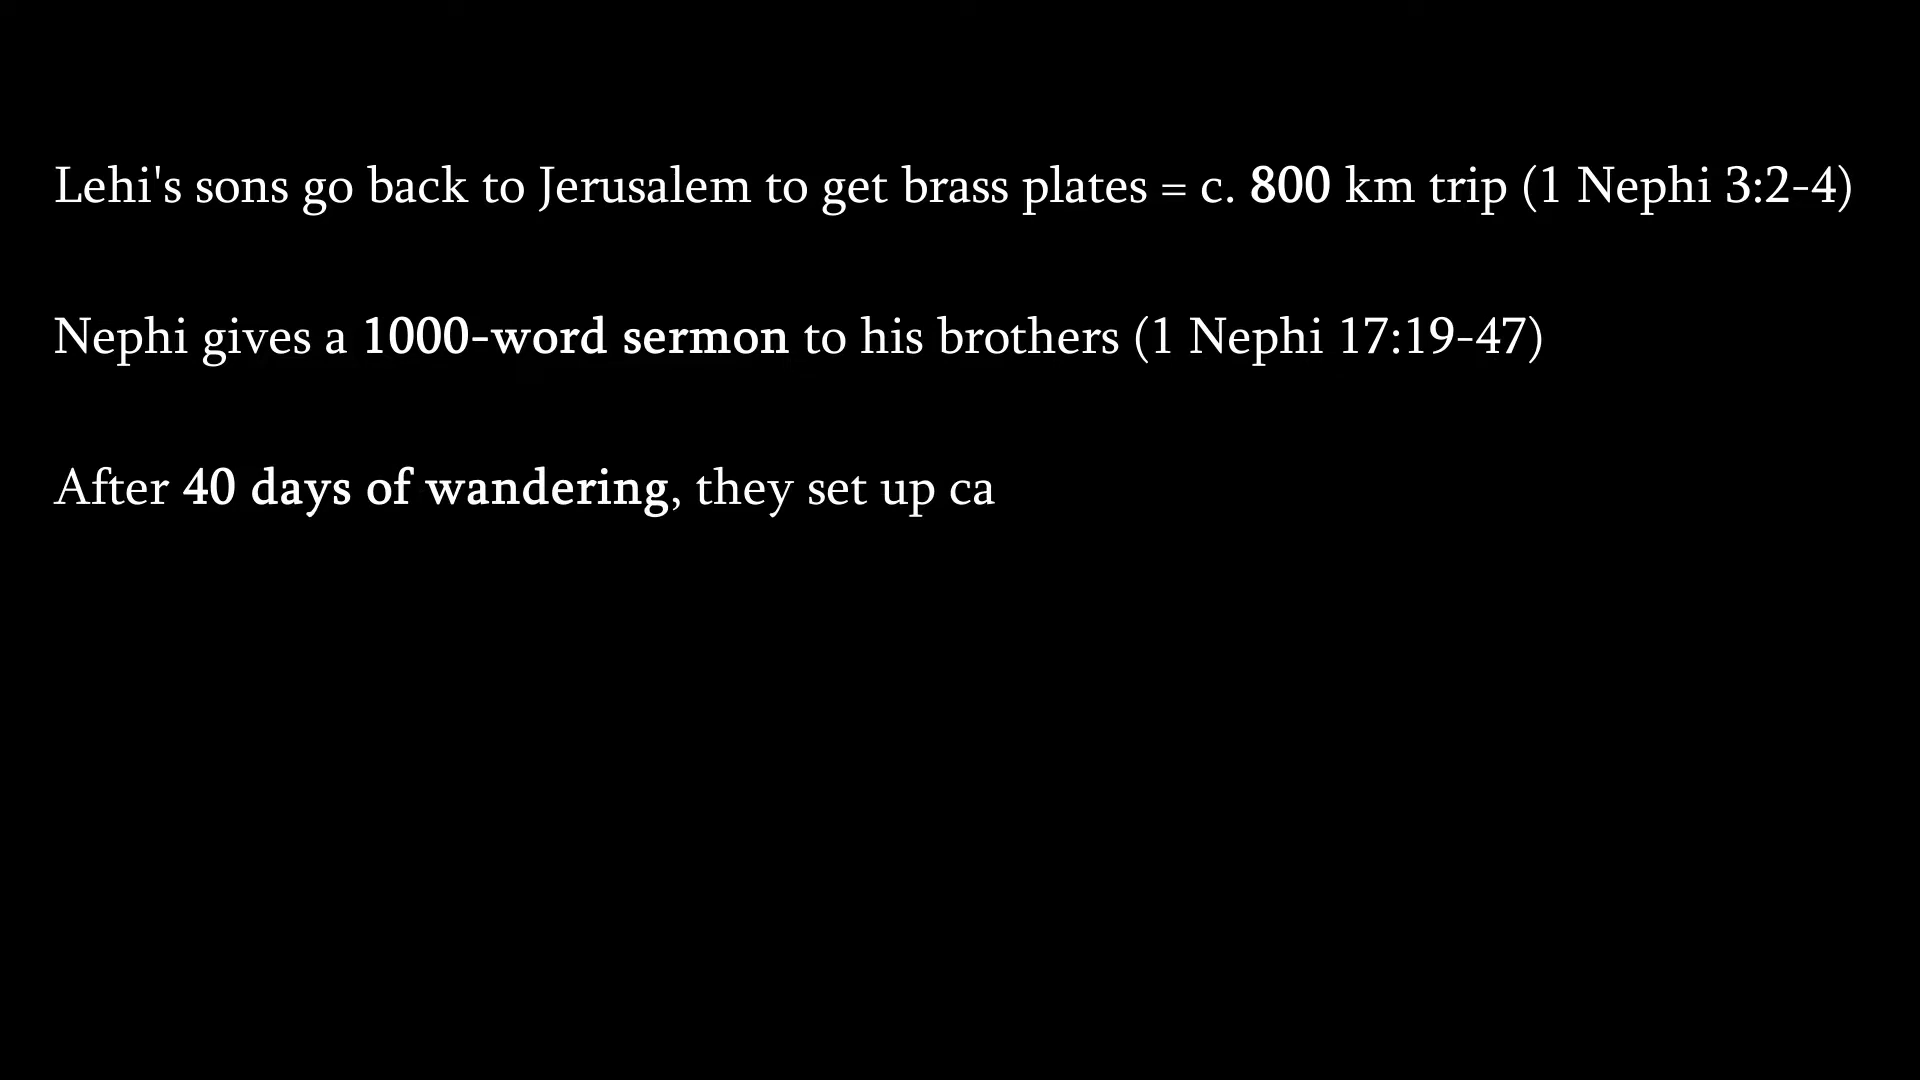 Lehi's sons go back to Jerusalem to get brass plates = c. 800 km trip (1 Nephi 3:2-4)
Nephi gives a 1000-word sermon to his brothers (1 Nephi 17:19-47)
After 40 days of wandering, they set up ca